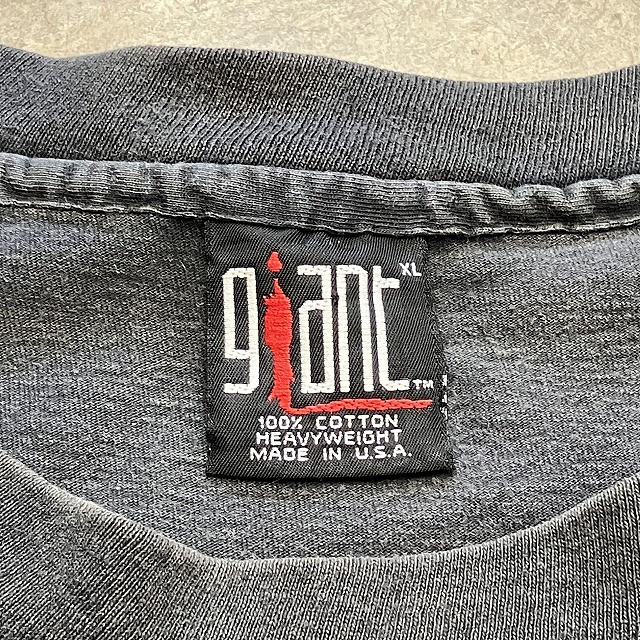 giant XL TM
100% COTTON
HEAVYWEIGHT
MADE IN U.S.A.